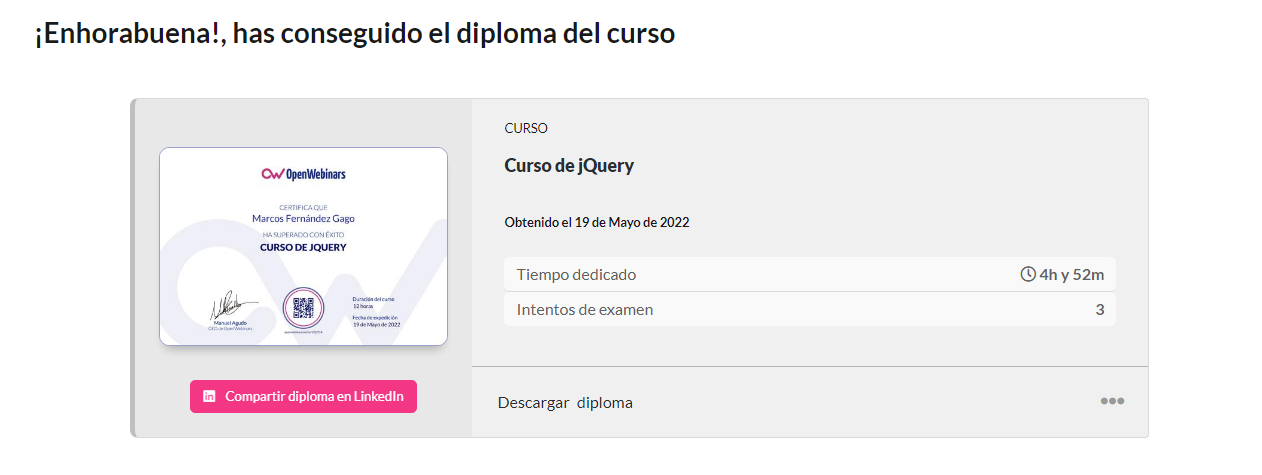 ¡Enhorabuena!, has conseguido el diploma del curso
OpenWebinars
CERTIFICA QUE
Marcos Fernández Gago
HA SUPERADO CON ÉXITO
CURSO DE JQUERY
Manuel Agudo
CEO de OpenWebinars
Duración del curso
12 horas
Fecha de expedición
19 de Mayo de 2022
Compartir diploma en LinkedIn
CURSO
Curso de jQuery
Obtenido el 19 de Mayo de 2022
Tiempo dedicado 4h y 52m
Intentos de examen 3
Descargar diploma